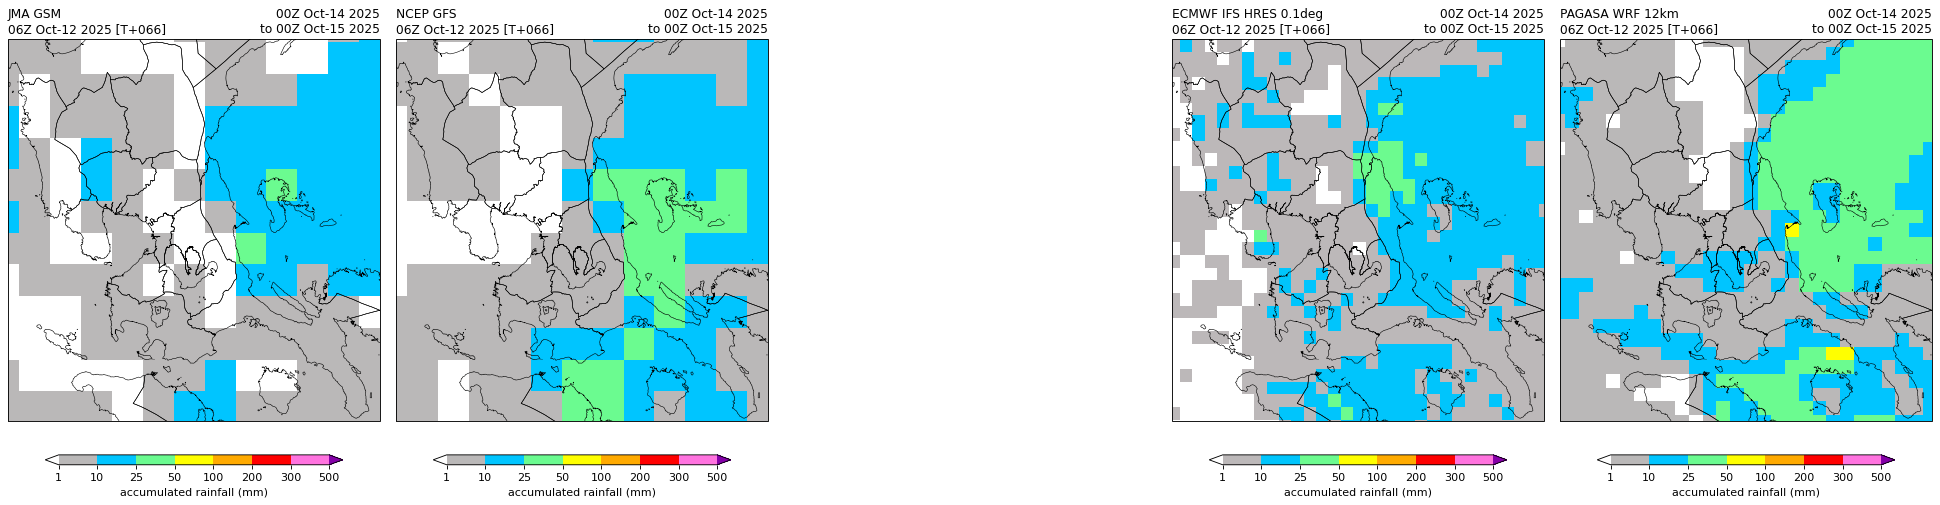 JMA GSM 00Z Oct-14 2025
06Z Oct-12 2025 [T+066] to 00Z Oct-15 2025
1 10 25 50 100 200 300 500
accumulated rainfall (mm)
NCEP GFS 00Z Oct-14 2025
06Z Oct-12 2025 [T+066] to 00Z Oct-15 2025
1 10 25 50 100 200 300 500
accumulated rainfall (mm)
ECMWF IFS HRES 0.1deg 00Z Oct-14 2025
06Z Oct-12 2025 [T+066] to 00Z Oct-15 2025
1 10 25 50 100 200 300 500
accumulated rainfall (mm)
PAGASA WRF 12km 00Z Oct-14 2025
06Z Oct-12 2025 [T+066] to 00Z Oct-15 2025
1 10 25 50 100 200 300 500
accumulated rainfall (mm)